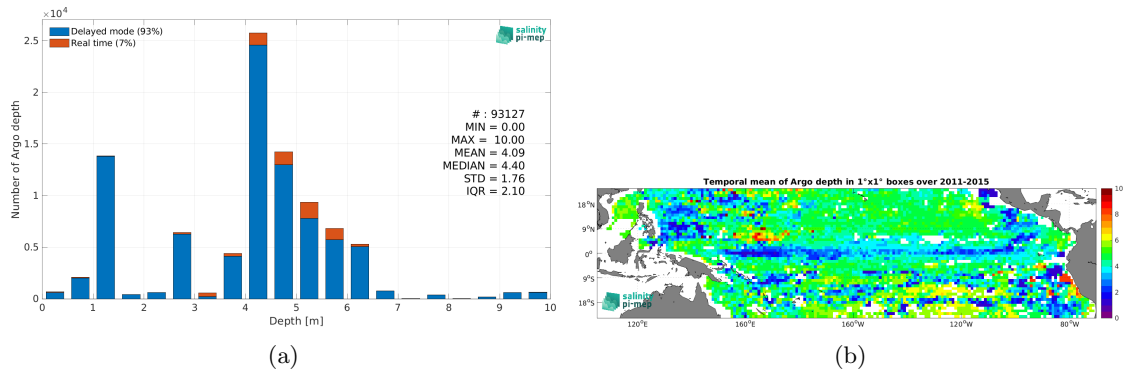 ×10⁴
Delayed mode (93%)
Real time (7%)
salinity
pi-mep
2.5
2
1.5
1
0.5
0
Number of Argo depth
# : 93127
MIN = 0.00
MAX = 10.00
MEAN = 4.09
MEDIAN = 4.40
STD = 1.76
IQR = 2.10
0 1 2 3 4 5 6 7 8 9 10
Depth [m]
(a)
Temporal mean of Argo depth in 1°x1° boxes over 2011-2015
18°N
9°N
0°
9°S
18°S
salinity
pi-mep
120°E 160°E 160°W 120°W 80°W
10
8
6
4
2
0
(b)